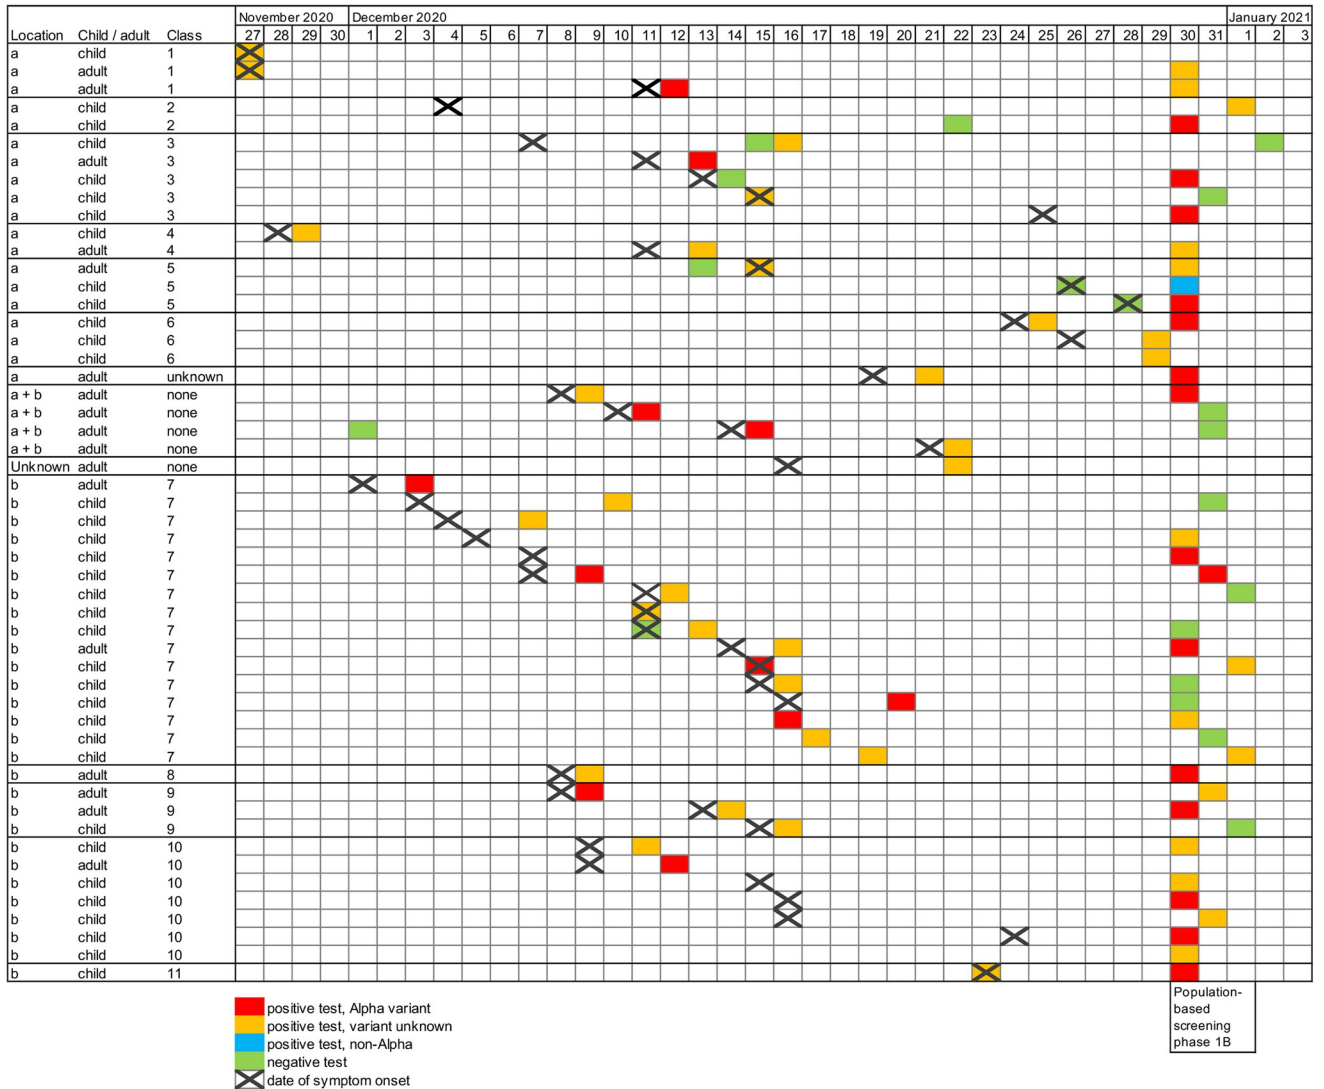 November 2020 December 2020 January 2021
Location Child / adult Class 27 28 29 30 1 2 3 4 5 6 7 8 9 10 11 12 13 14 15 16 17 18 19 20 21 22 23 24 25 26 27 28 29 30 31 1 2 3
a child 1
a adult 1
a adult 1
a child 2
a child 2
a child 3
a adult 3
a child 3
a child 3
a child 3
a child 4
a adult 4
a adult 5
a child 5
a child 5
a child 6
a child 6
a child 6
a adult unknown
a + b adult none
a + b adult none
a + b adult none
a + b adult none
Unknown adult none
b adult 7
b child 7
b child 7
b child 7
b child 7
b child 7
b child 7
b child 7
b child 7
b adult 7
b child 7
b child 7
b child 7
b child 7
b child 7
b child 7
b adult 8
b adult 9
b adult 9
b child 9
b child 10
b adult 10
b child 10
b child 10
b child 10
b child 10
b child 10
b child 11
Population-
based
screening
phase 1B
positive test, Alpha variant
positive test, variant unknown
positive test, non-Alpha
negative test
date of symptom onset